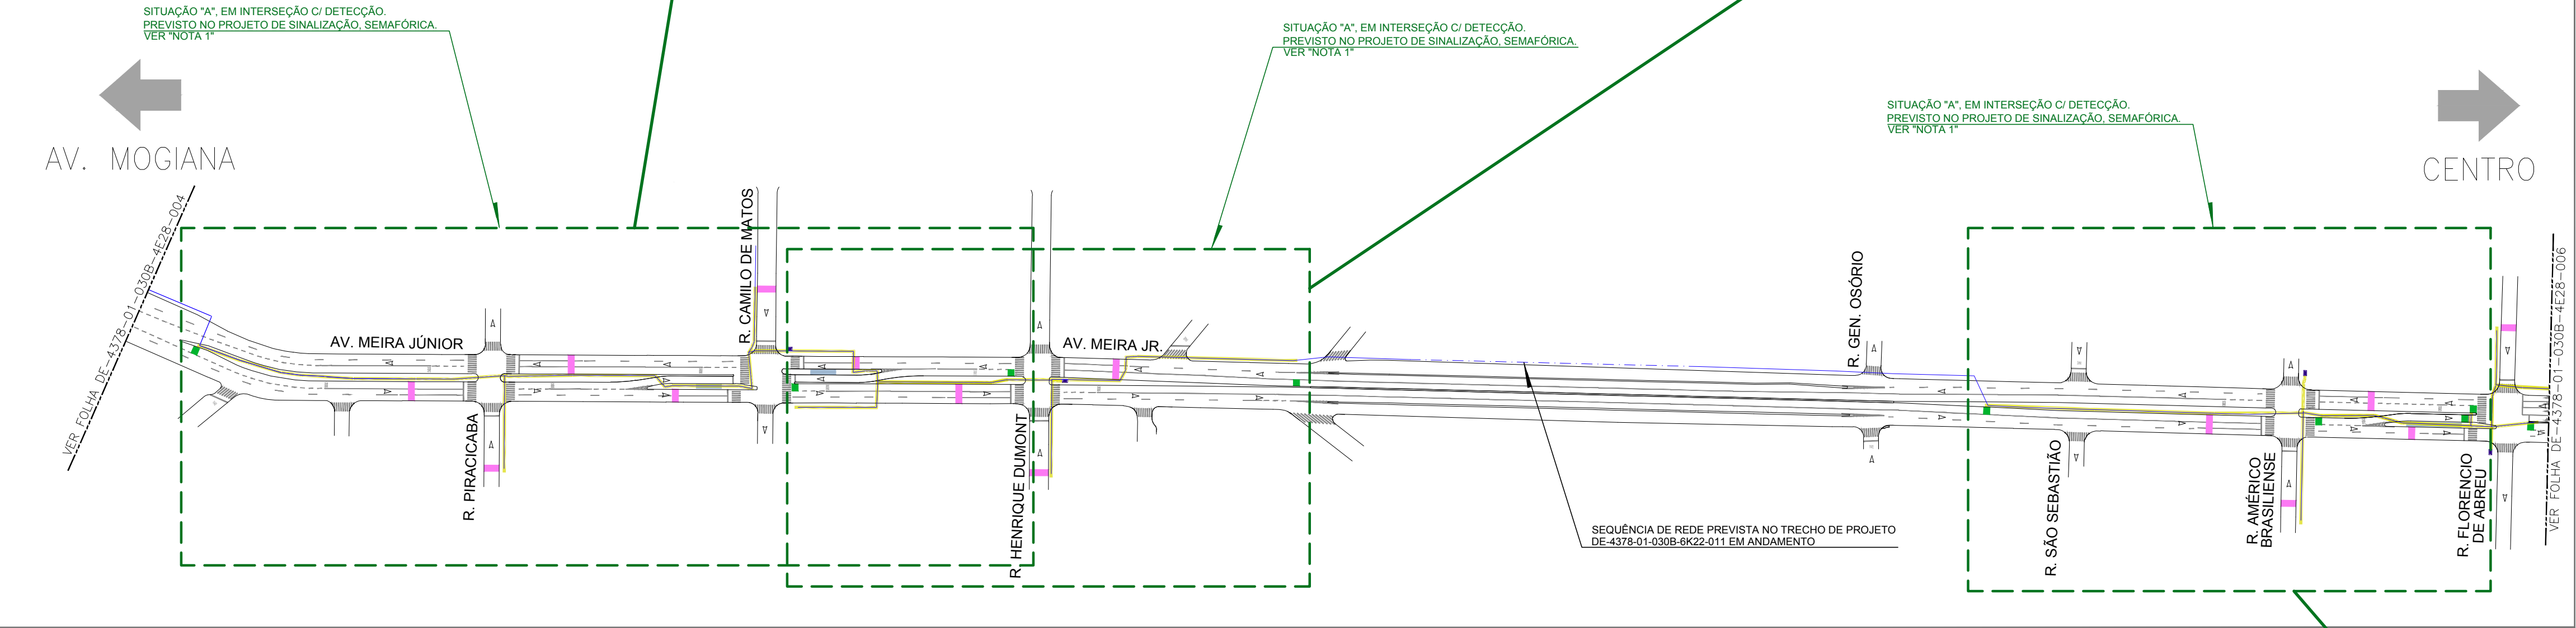 SITUAÇÃO "A", EM INTERSEÇÃO C/ DETECÇÃO.
PREVISTO NO PROJETO DE SINALIZAÇÃO, SEMAFÓRICA.
VER "NOTA 1"
SITUAÇÃO "A", EM INTERSEÇÃO C/ DETECÇÃO.
PREVISTO NO PROJETO DE SINALIZAÇÃO, SEMAFÓRICA.
VER "NOTA 1"
SITUAÇÃO "A", EM INTERSEÇÃO C/ DETECÇÃO.
PREVISTO NO PROJETO DE SINALIZAÇÃO, SEMAFÓRICA.
VER "NOTA 1"
AV. MOGIANA
CENTRO
VER FOLHA DE-4378-01-030B-4E28-004
AV. MEIRA JÚNIOR
R. PIRACICABA
R. CAMILO DE MATOS
R. HENRIQUE DUMONT
AV. MEIRA JR.
SEQUÊNCIA DE REDE PREVISTA NO TRECHO DE PROJETO
DE-4378-01-030B-6K22-011 EM ANDAMENTO
R. GEN. OSÓRIO
R. SÃO SEBASTIÃO
R. AMÉRICO
BRASILIENSE
R. FLORENCIO
DE ABREU
VER FOLHA DE-4378-01-030B-4E28-006